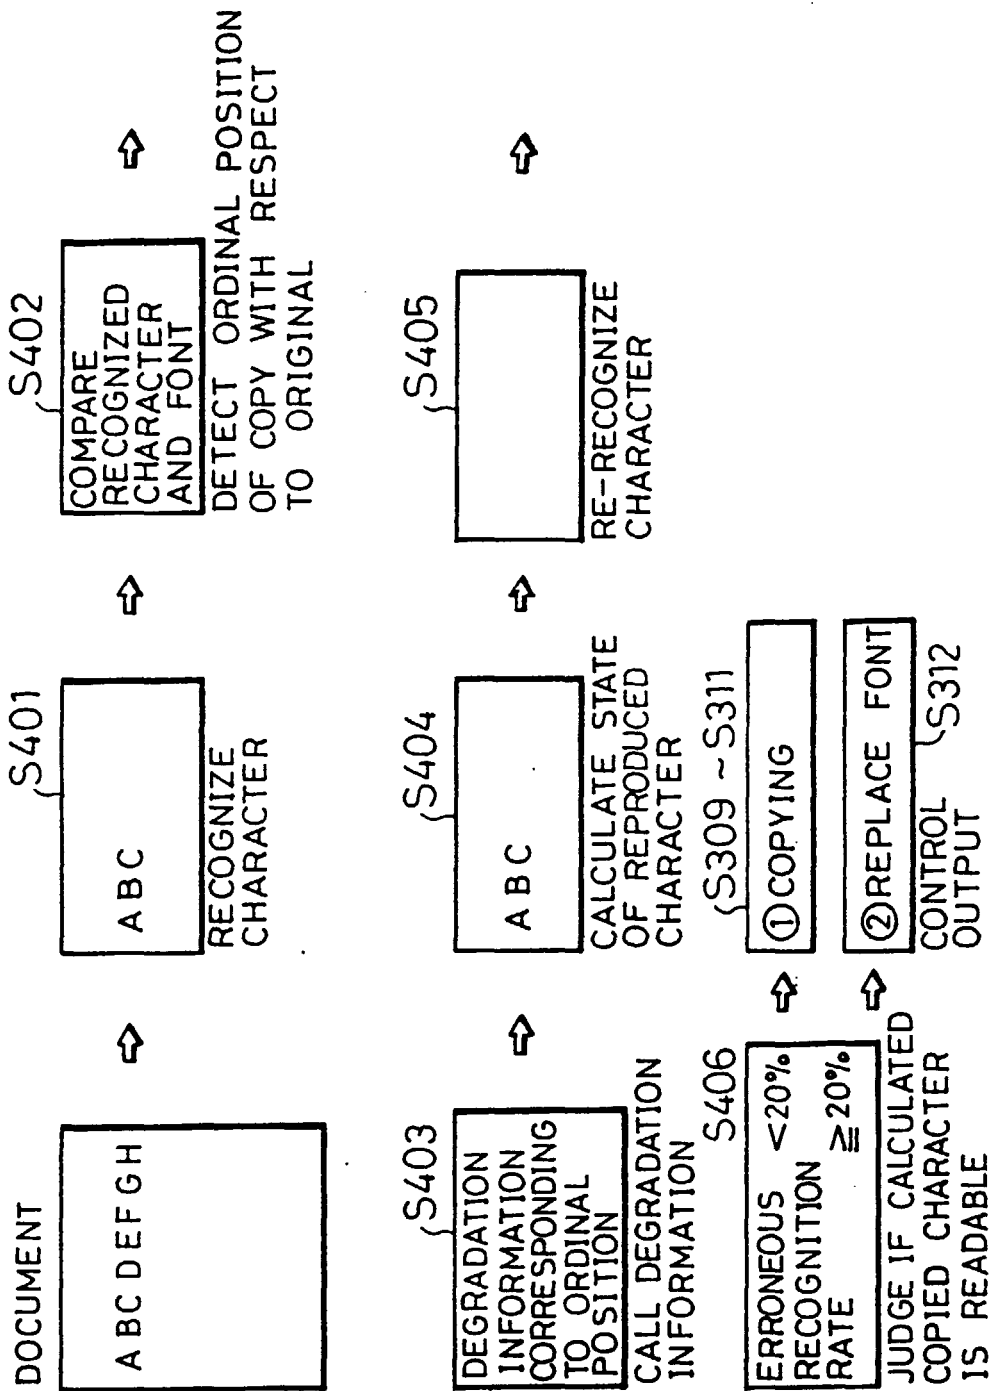 DOCUMENT
A B C D E F G H
S401
A B C
RECOGNIZE
CHARACTER
S402
COMPARE
RECOGNIZED
CHARACTER
AND FONT
DETECT ORDINAL POSITION
OF COPY WITH RESPECT
TO ORIGINAL
S403
DEGRADATION
INFORMATION
CORRESPONDING
TO ORDINAL
POSITION
CALL DEGRADATION
INFORMATION
S404
A B C
CALCULATE STATE
OF REPRODUCED
CHARACTER
S405
RE-RECOGNIZE
CHARACTER
S406
ERRONEOUS <20%
RECOGNITION
RATE ≧20%
JUDGE IF CALCULATED
COPIED CHARACTER
IS READABLE
S309 ~S311
①COPYING
②REPLACE FONT
S312
CONTROL
OUTPUT